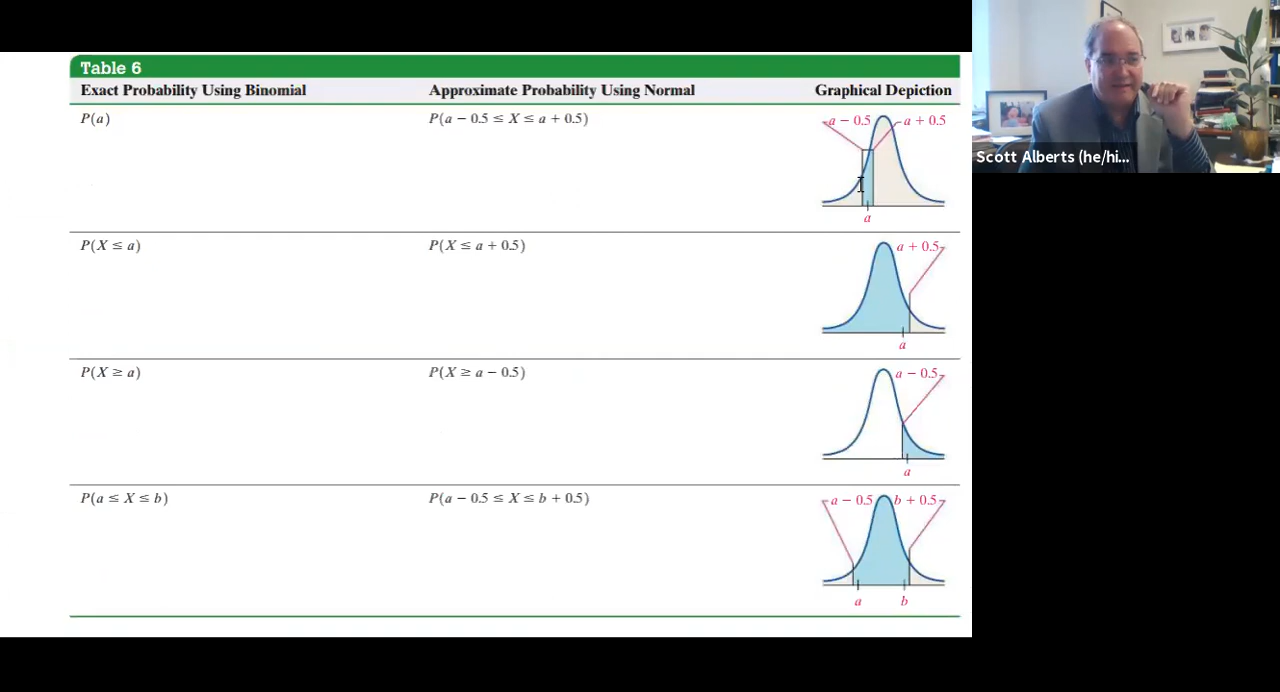 Table 6
Exact Probability Using Binomial Approximate Probability Using Normal Graphical Depiction
P(a) P(a − 0.5 ≤ X ≤ a + 0.5) a − 0.5 a + 0.5
a
P(X ≤ a) P(X ≤ a + 0.5) a + 0.5
a
P(X ≥ a) P(X ≥ a − 0.5) a − 0.5
a
P(a ≤ X ≤ b) P(a − 0.5 ≤ X ≤ b + 0.5) a − 0.5 b + 0.5
a b
Scott Alberts (he/hi...